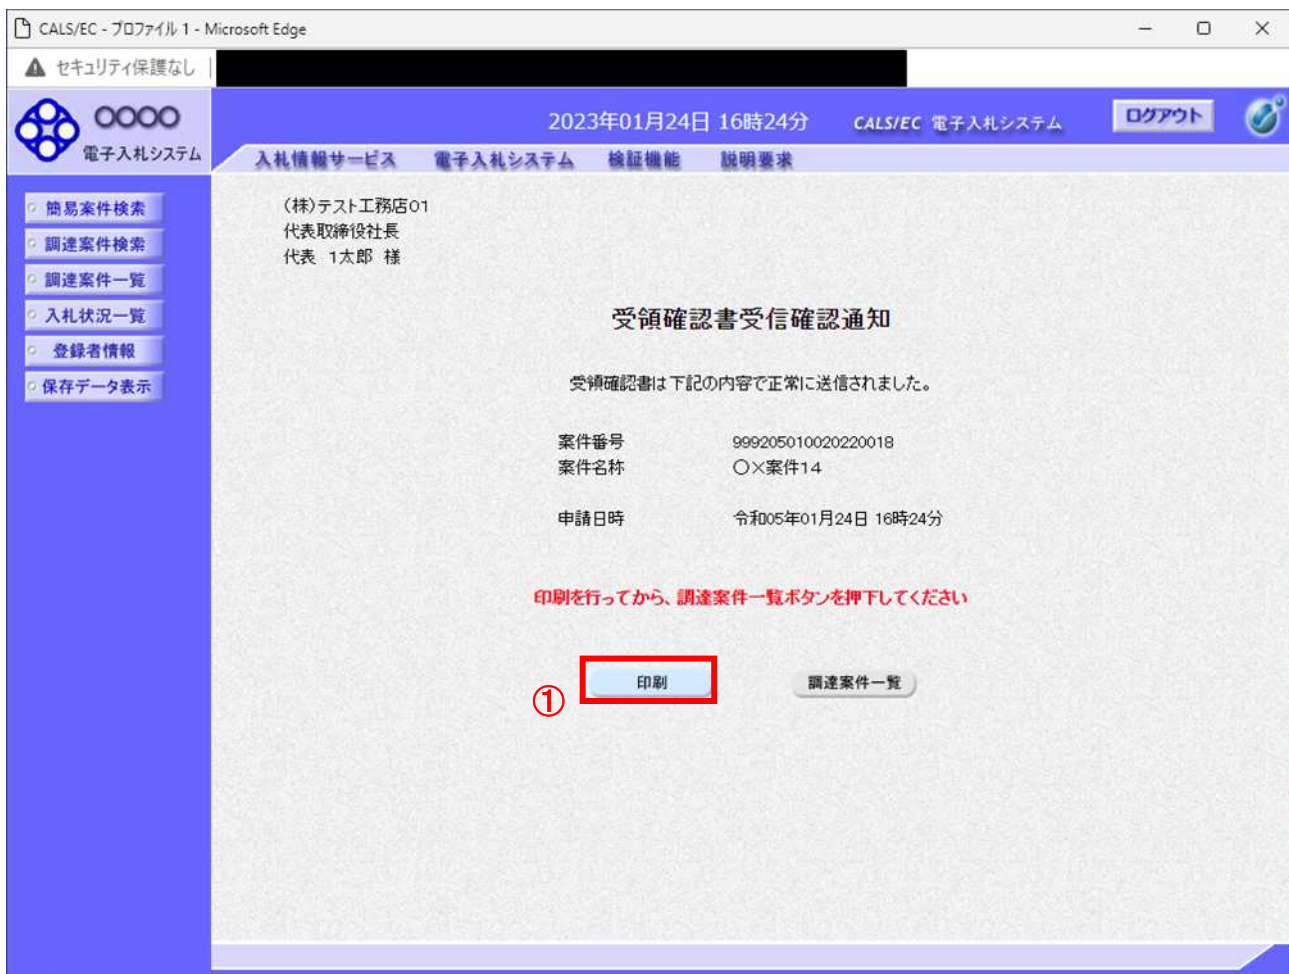 CALS/EC - プロファイル 1 - Microsoft Edge
セキュリティ保護なし
○○○○
電子入札システム
2023年01月24日 16時24分
CALS/EC 電子入札システム
ログアウト
入札情報サービス 電子入札システム 検証機能 説明要求
簡易案件検索
調達案件検索
調達案件一覧
入札状況一覧
登録者情報
保存データ表示
(株)テスト工務店01
代表取締役社長
代表 1太郎 様
受領確認書受信確認通知
受領確認書は下記の内容で正常に送信されました。
案件番号 999205010020220018
案件名称 ○×案件14
申請日時 令和05年01月24日 16時24分
印刷を行ってから、調達案件一覧ボタンを押下してください
①
印刷
調達案件一覧